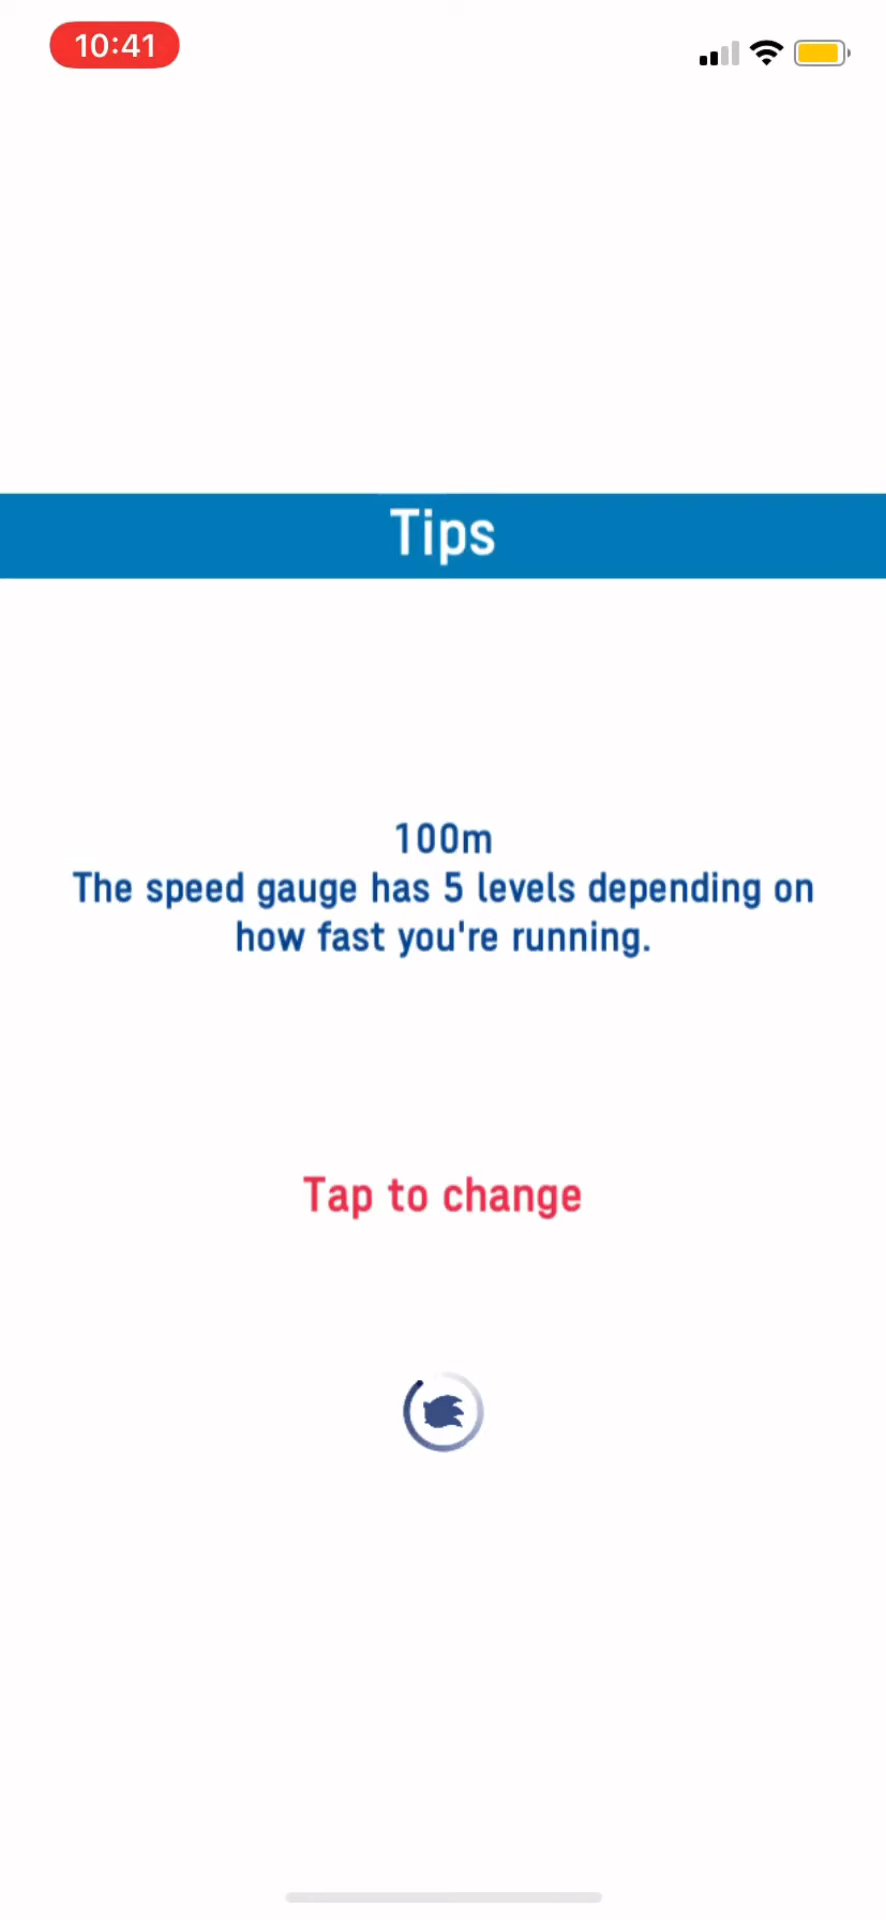 10:41
Tips
100m
The speed gauge has 5 levels depending on
how fast you're running.
Tap to change